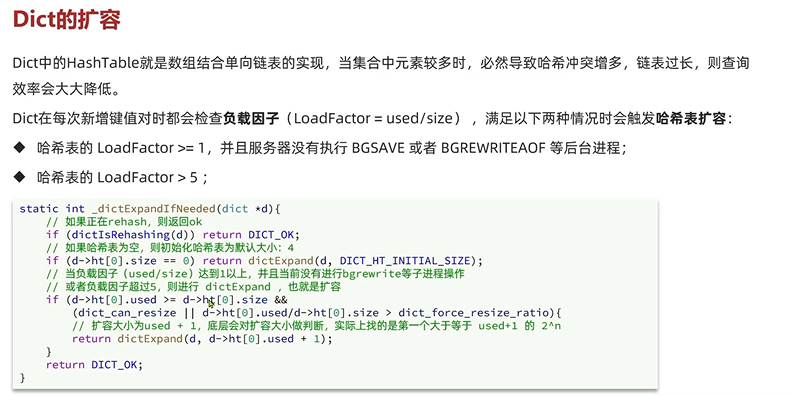 Dict的扩容
Dict中的HashTable就是数组结合单向链表的实现，当集合中元素较多时，必然导致哈希冲突增多，链表过长，则查询
效率会大大降低。
Dict在每次新增键值对时都会检查负载因子（LoadFactor = used/size），满足以下两种情况时会触发哈希表扩容：
◆ 哈希表的 LoadFactor >= 1，并且服务器没有执行 BGSAVE 或者 BGREWRITEAOF 等后台进程；
◆ 哈希表的 LoadFactor > 5 ；
static int _dictExpandIfNeeded(dict *d){
    // 如果正在rehash，则返回ok
    if (dictIsRehashing(d)) return DICT_OK;
    // 如果哈希表为空，则初始化哈希表为默认大小：4
    if (d->ht[0].size == 0) return dictExpand(d, DICT_HT_INITIAL_SIZE);
    // 当负载因子（used/size）达到1以上，并且当前没有进行bgrewrite等子进程操作
    // 或者负载因子超过5，则进行 dictExpand ，也就是扩容
    if (d->ht[0].used >= d->ht[0].size &&
        (dict_can_resize || d->ht[0].used/d->ht[0].size > dict_force_resize_ratio){
        // 扩容大小为used + 1，底层会对扩容大小做判断，实际上找的是第一个大于等于 used+1 的 2^n
        return dictExpand(d, d->ht[0].used + 1);
    }
    return DICT_OK;
}